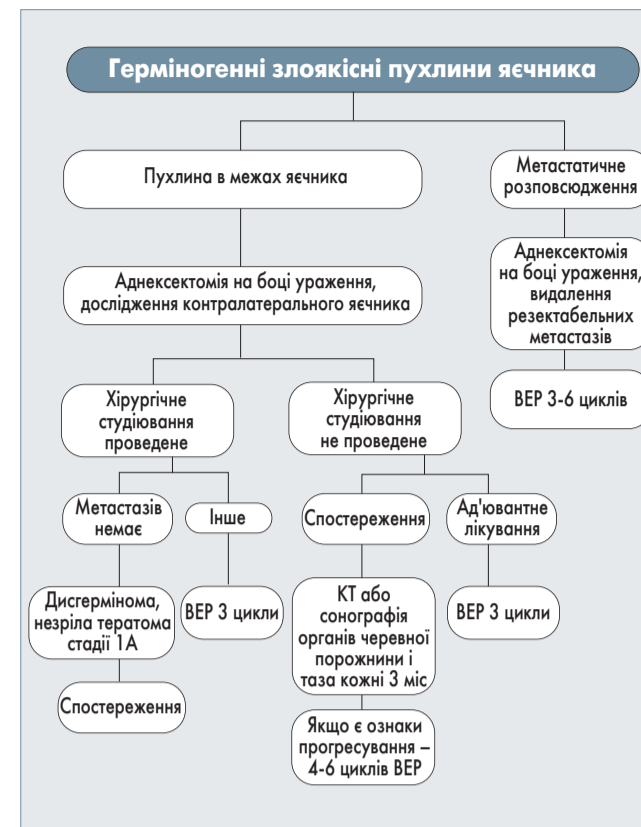 Герміногенні злоякісні пухлини яєчника
Пухлина в межах яєчника
Метастатичне
розповсюдження
Аднексектомія на боці ураження,
дослідження контралатерального яєчника
Аднексектомія
на боці ураження,
видалення
резектабельних
метастазів
Хірургічне
студіювання
проведене
Хірургічне
студіювання
не проведене
ВЕР 3-6 циклів
Метастазів
немає
Інше
Спостереження
Ад'ювантне
лікування
Дисгермінома,
незріла тератома
стадії 1А
ВЕР 3 цикли
КТ або
сонографія
органів черевної
порожнини і
таза кожні 3 міс
ВЕР 3 цикли
Спостереження
Якщо є ознаки
прогресування –
4-6 циклів ВЕР